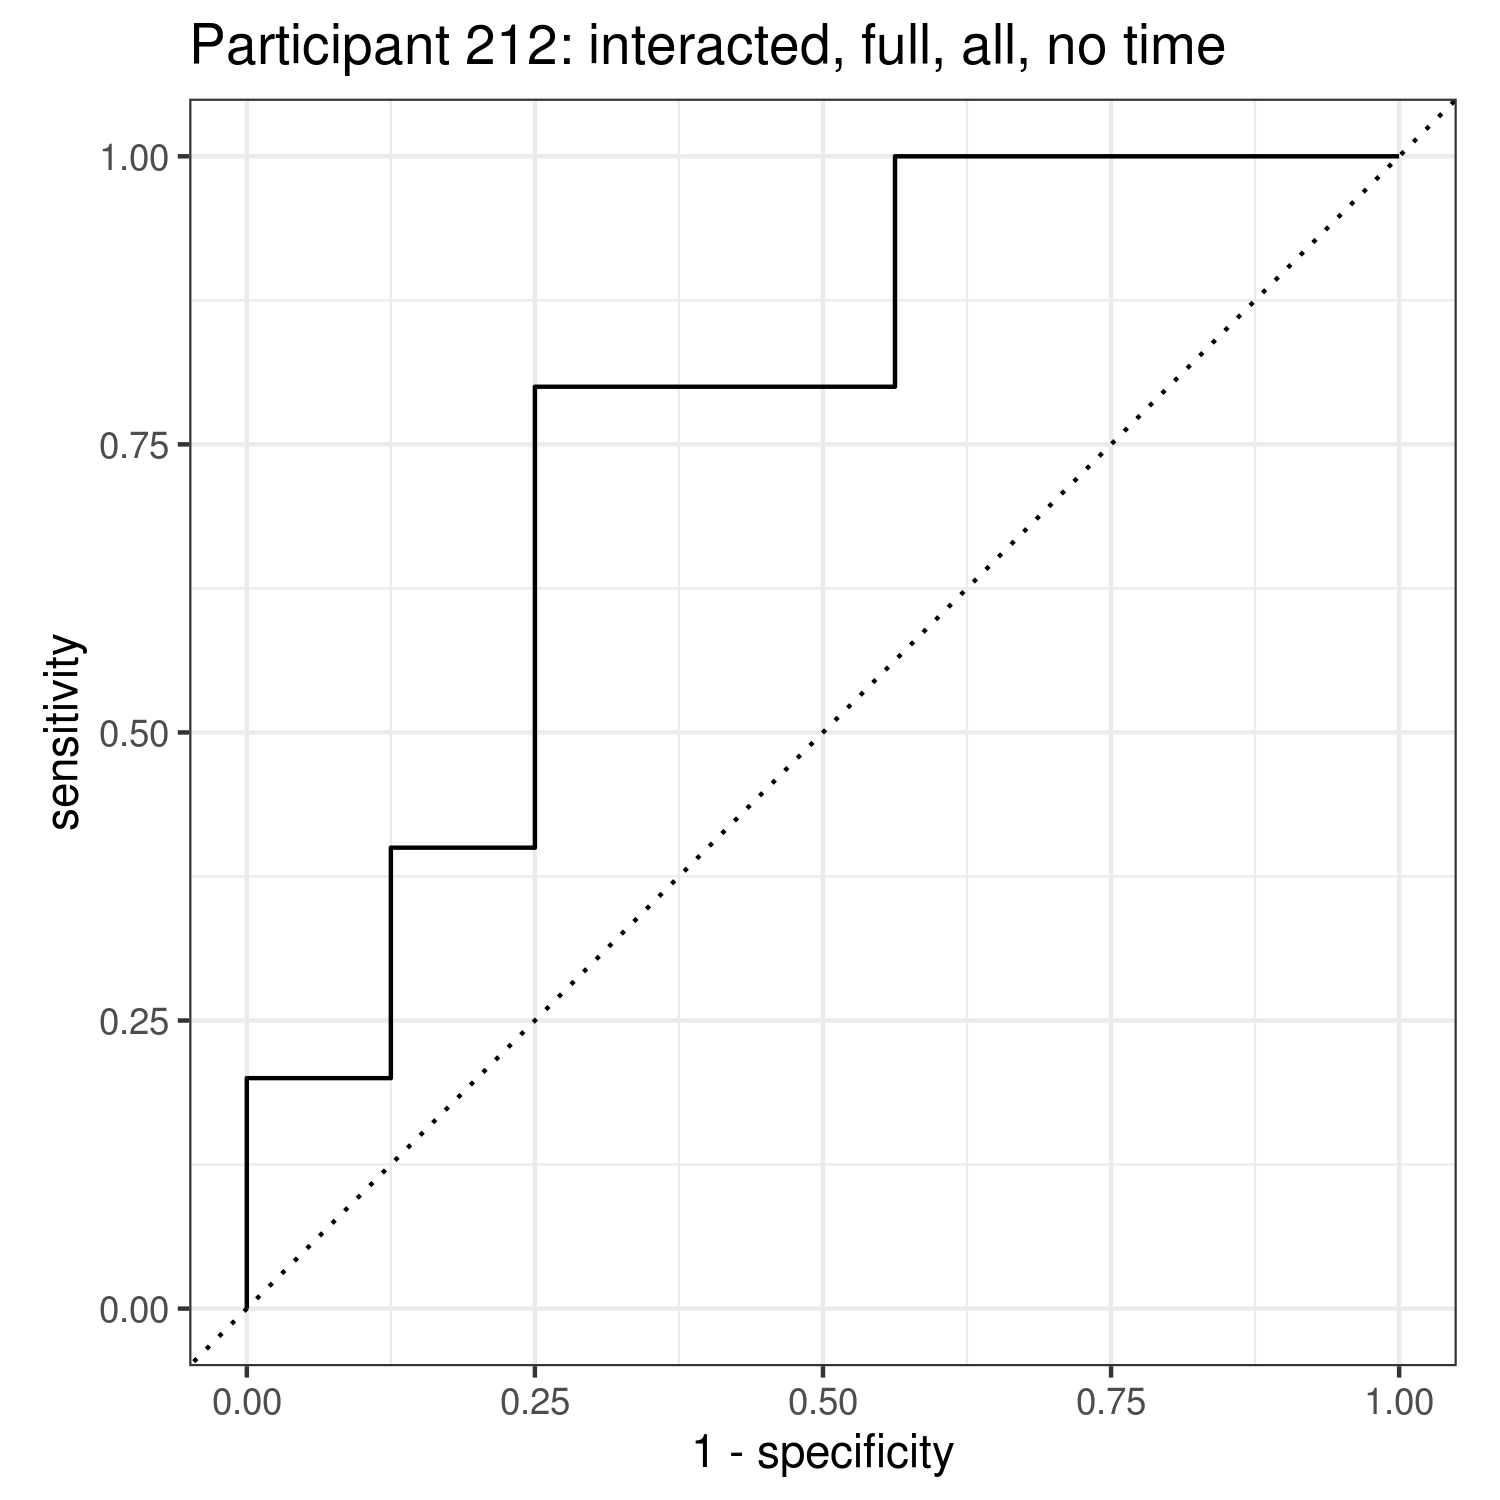 Participant 212: interacted, full, all, no time
1.00
0.75
0.50
0.25
0.00
sensitivity
0.00 0.25 0.50 0.75 1.00
1 - specificity